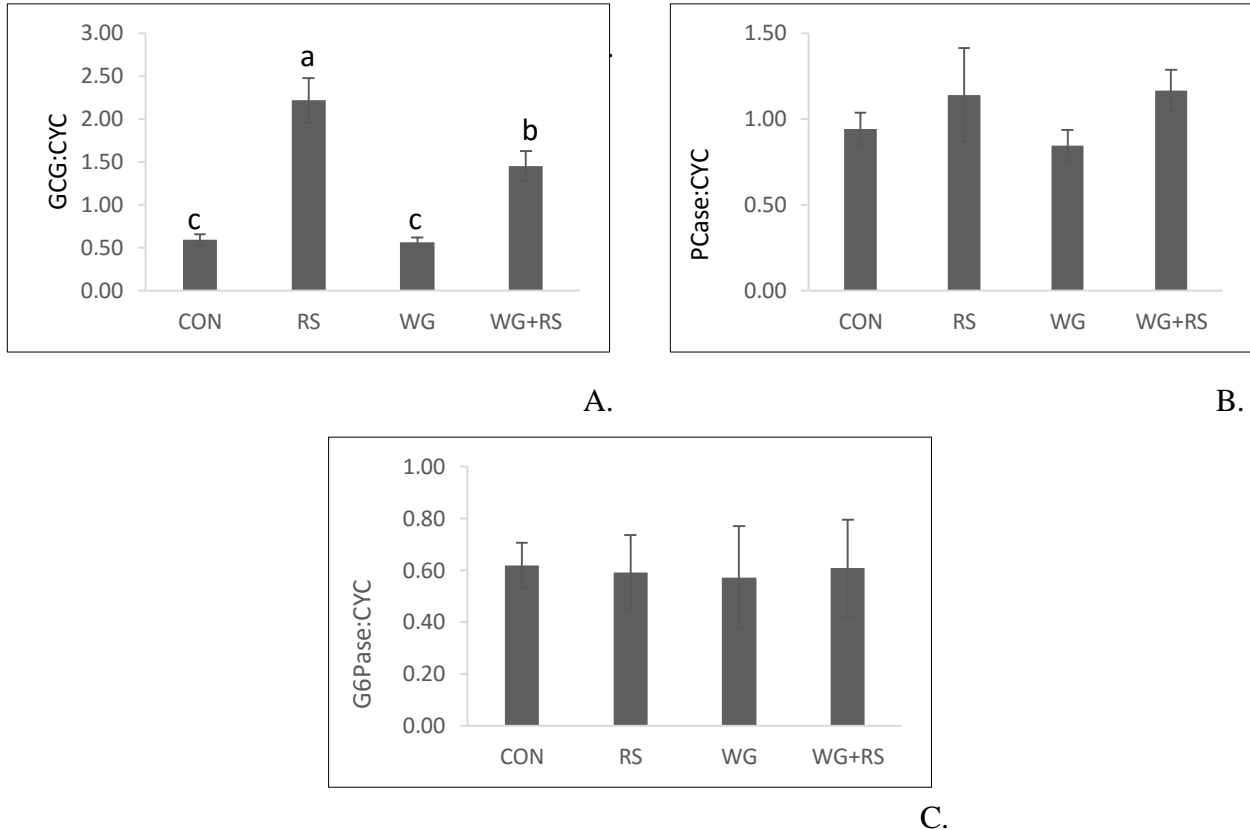 3.00
2.50
2.00
1.50
1.00
0.50
0.00
GCG:CYC
c
a
c
b
CON RS WG WG+RS
A.
1.50
1.00
0.50
0.00
PCase:CYC
CON RS WG WG+RS
B.
1.00
0.80
0.60
0.40
0.20
0.00
G6Pase:CYC
CON RS WG WG+RS
C.